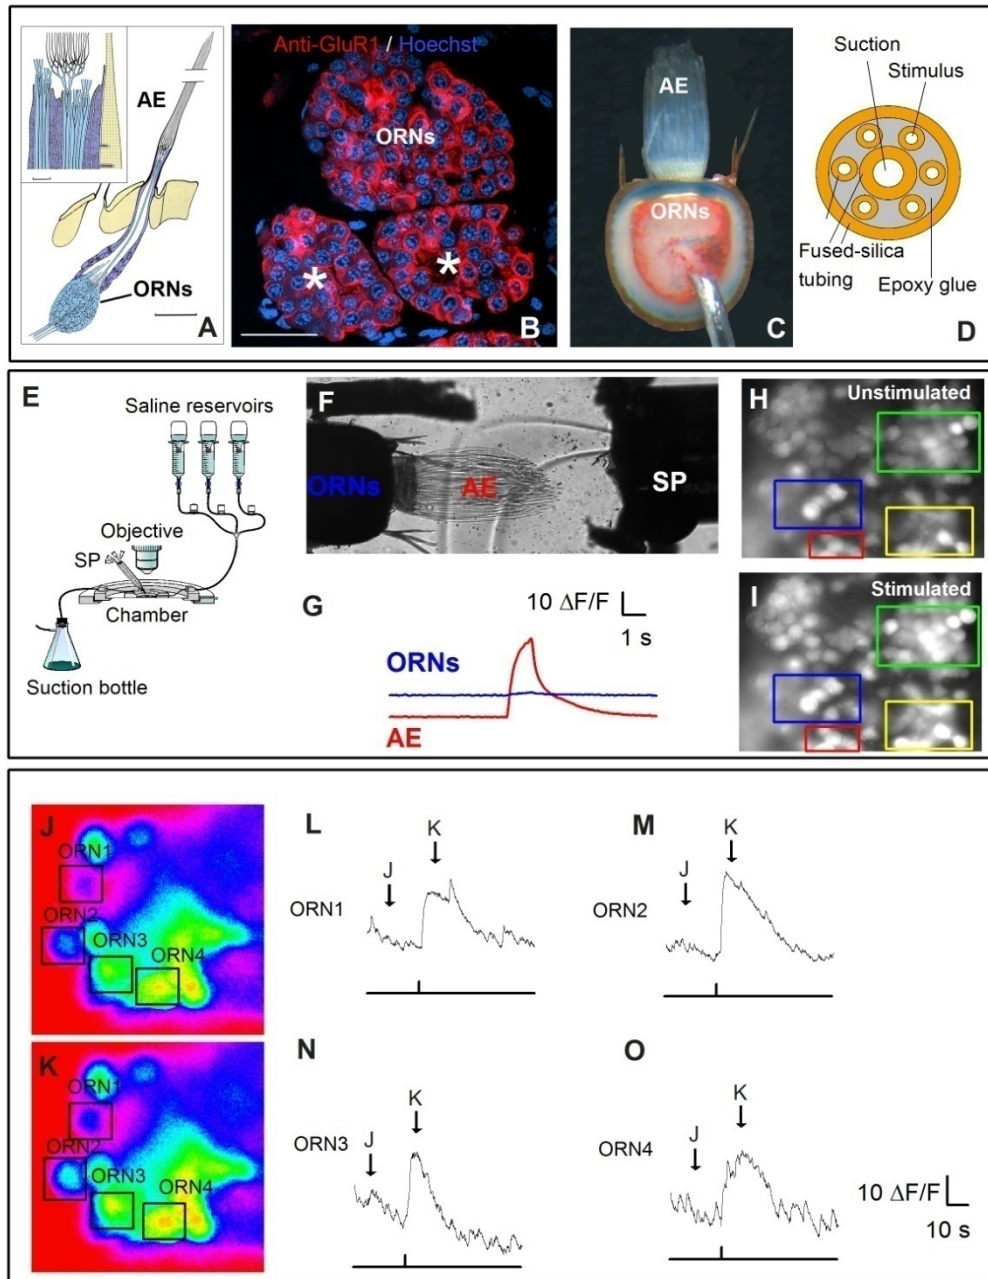 AE
ORNs
A
Anti-GluR1 / Hoechst
ORNs
*
*
B
AE
ORNs
C
Suction
Stimulus
Fused-silica
tubing
Epoxy glue
D
E
Saline reservoirs
Objective
SP
Chamber
Suction bottle
F
ORNs
AE
SP
G
10 ΔF/F
1 s
ORNs
AE
H
Unstimulated
I
Stimulated
J
ORN1
ORN2
ORN3
ORN4
K
ORN1
ORN2
ORN3
ORN4
L
K
J
ORN1
M
K
J
ORN2
N
K
J
ORN3
O
K
J
ORN4
10 ΔF/F
10 s